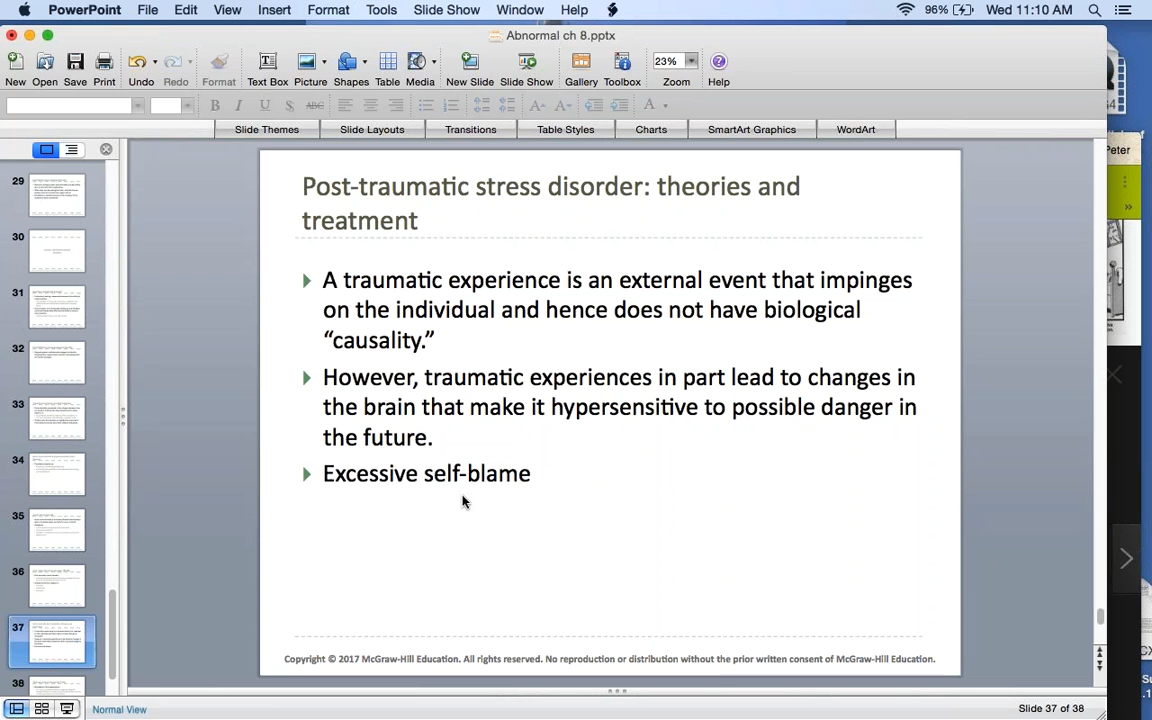 PowerPoint File Edit View Insert Format Tools Slide Show Window Help 96% Wed 11:10 AM
Abnormal ch 8.pptx
New Open Save Print Undo Redo Format Text Box Picture Shapes Table Media New Slide Slide Show Gallery Toolbox 23% Zoom Help
B I U S ABC A A A
Slide Themes Slide Layouts Transitions Table Styles Charts SmartArt Graphics WordArt
Peter
29
30
31
32
33
34
35
36
37
38
Post-traumatic stress disorder: theories and
treatment
A traumatic experience is an external event that impinges
on the individual and hence does not have biological
“causality.”
However, traumatic experiences in part lead to changes in
the brain that make it hypersensitive to possible danger in
the future.
Excessive self-blame
Copyright © 2017 McGraw-Hill Education. All rights reserved. No reproduction or distribution without the prior written consent of McGraw-Hill Education.
Normal View Slide 37 of 38